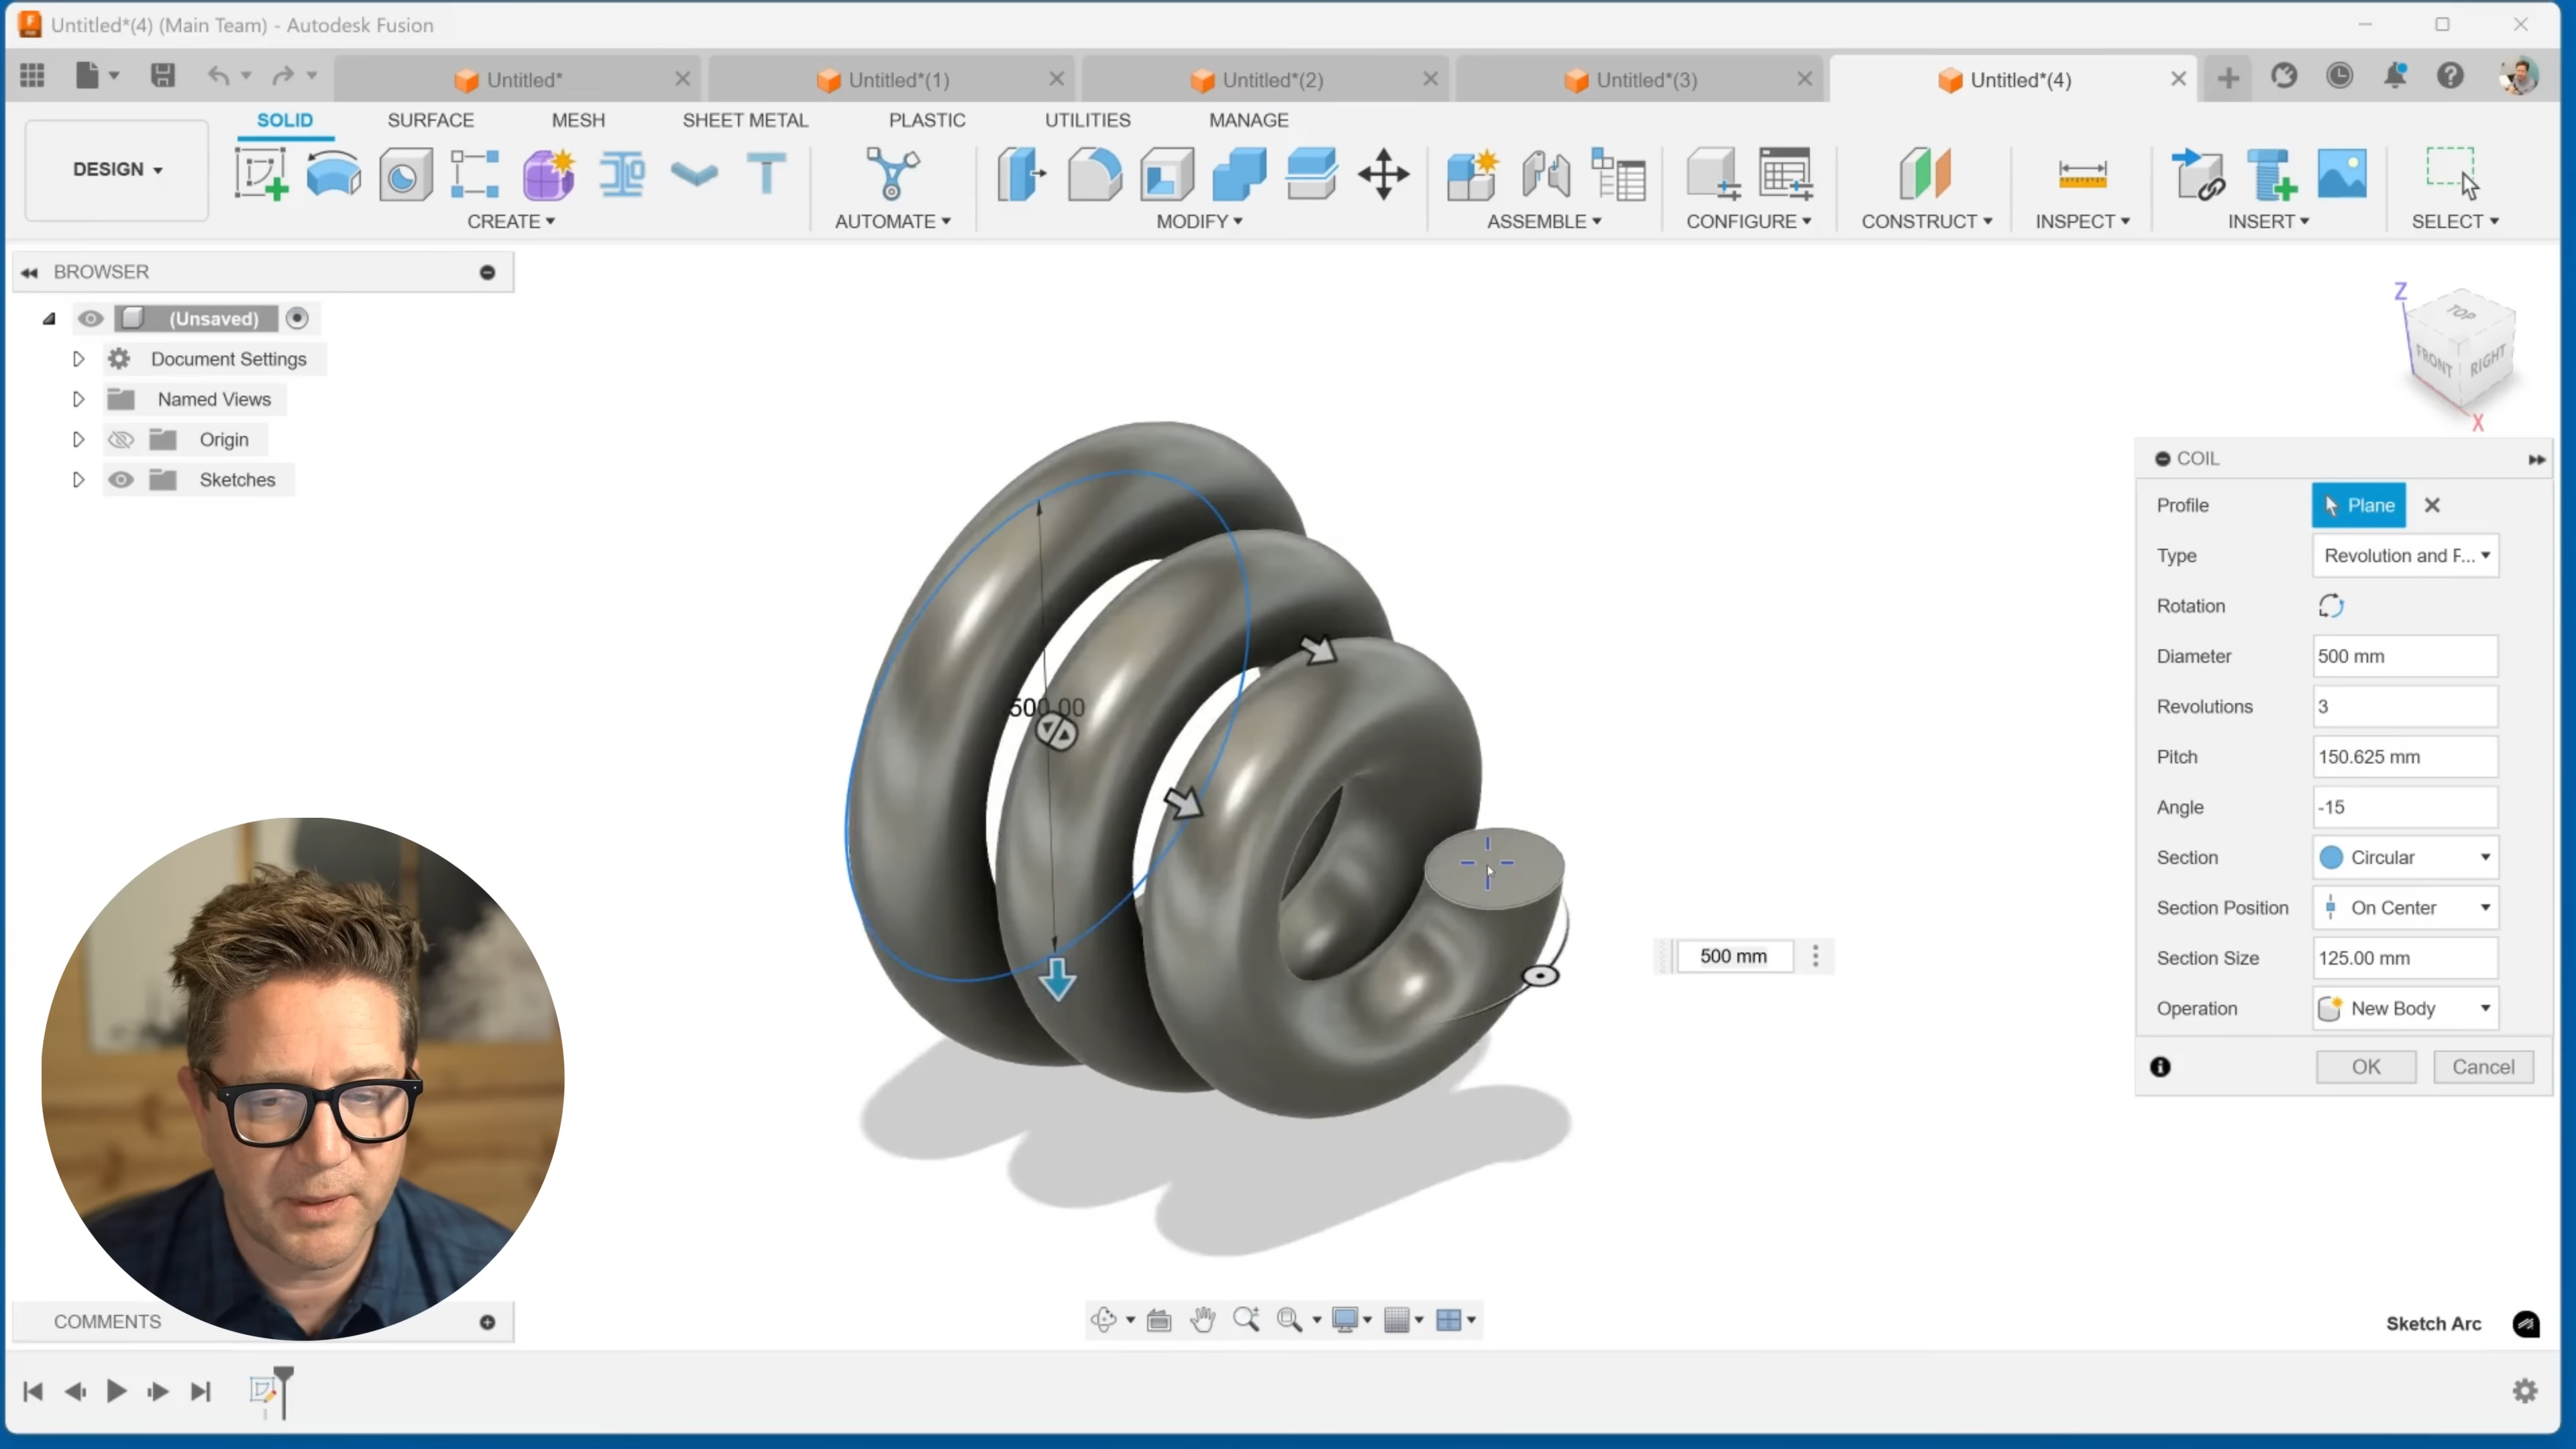 Untitled*(4) (Main Team) - Autodesk Fusion
Untitled* Untitled*(1) Untitled*(2) Untitled*(3) Untitled*(4)
SOLID SURFACE MESH SHEET METAL PLASTIC UTILITIES MANAGE
DESIGN
CREATE AUTOMATE MODIFY ASSEMBLE CONFIGURE CONSTRUCT INSPECT INSERT SELECT
BROWSER
(Unsaved)
Document Settings
Named Views
Origin
Sketches
Z
TOP
FRONT RIGHT
X
500.00
500 mm
COIL
Profile Plane
Type Revolution and P...
Rotation
Diameter 500 mm
Revolutions 3
Pitch 150.625 mm
Angle -15
Section Circular
Section Position On Center
Section Size 125.00 mm
Operation New Body
OK Cancel
COMMENTS
Sketch Arc